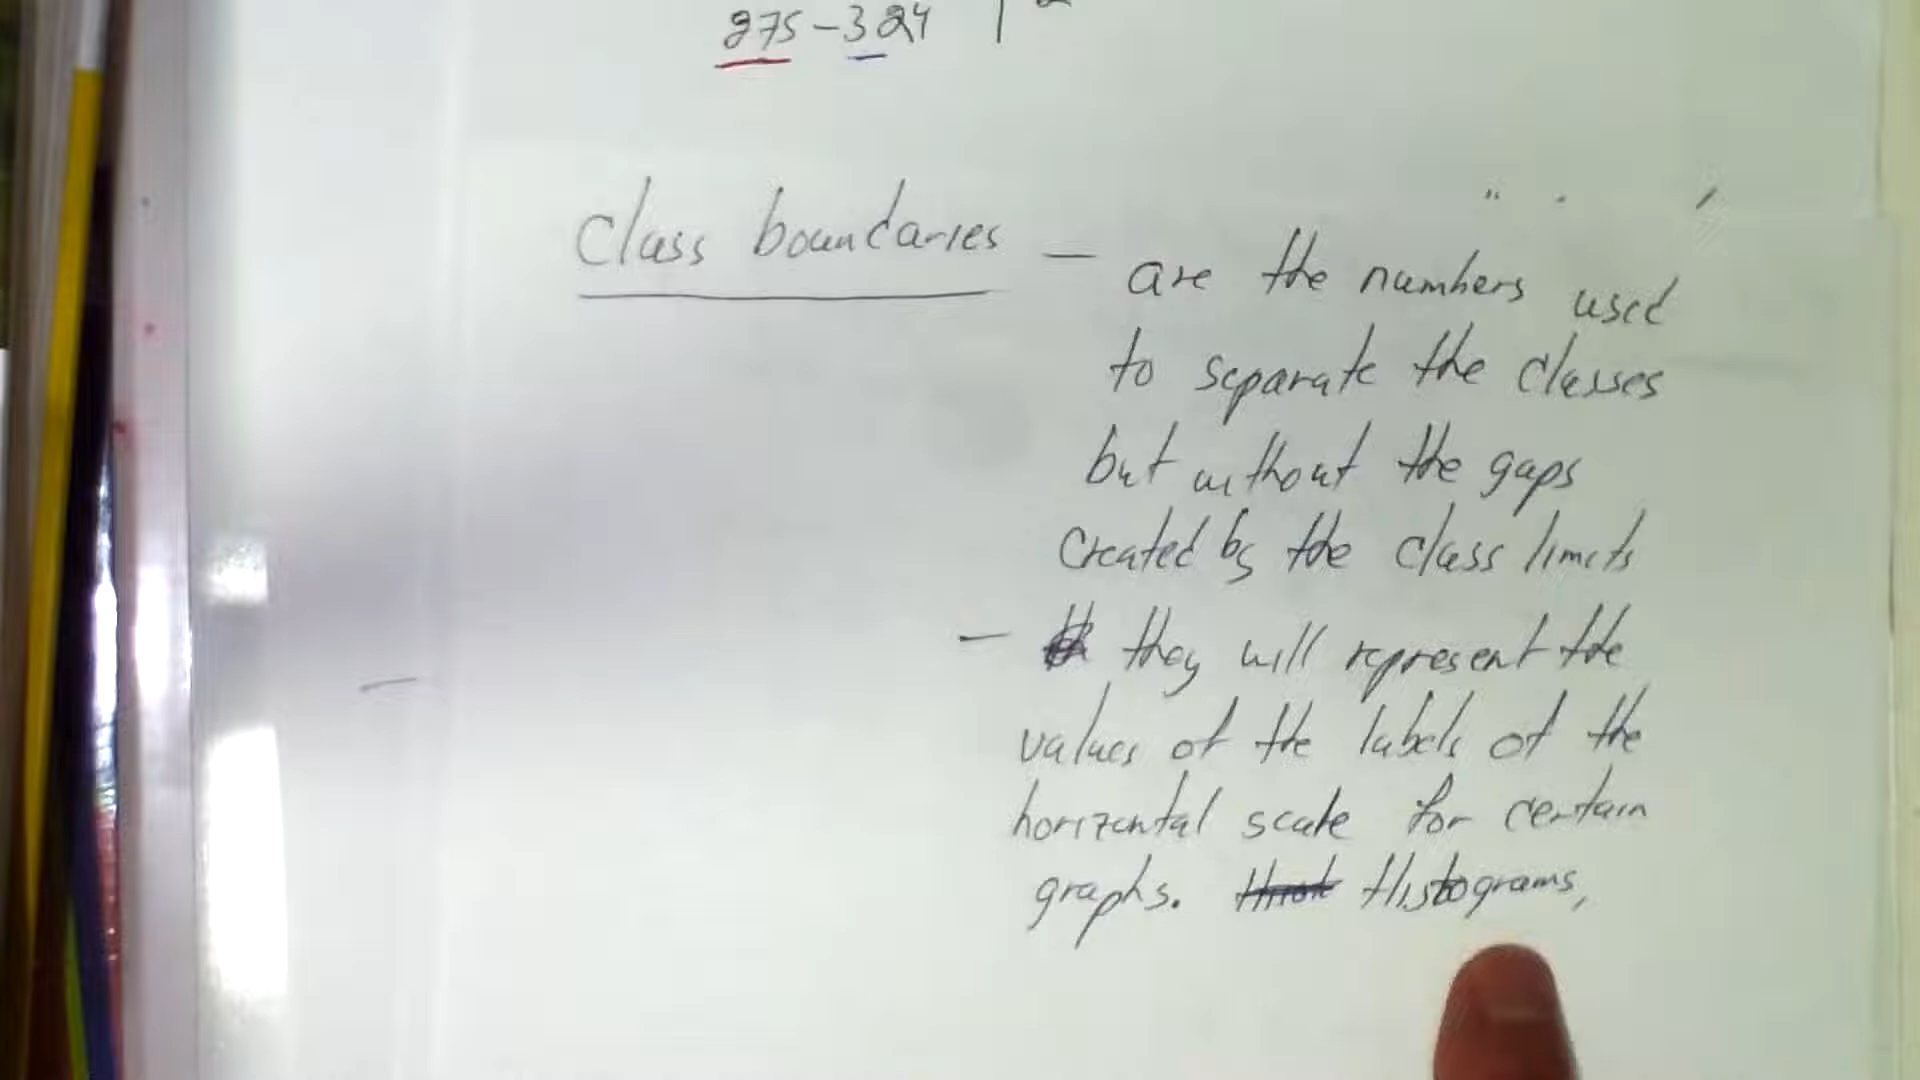 275-324 |
Class boundaries - are the numbers used
to separate the classes
but without the gaps
created by the class limits
- they will represent the
values of the labels of the
horizontal scale for certain
graphs. Histograms,